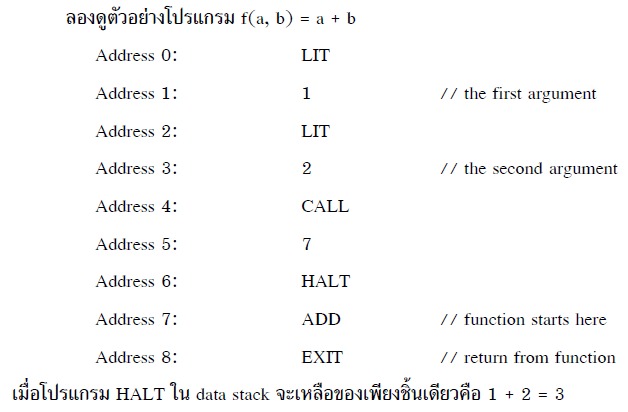 ลองดูตัวอย่างโปรแกรม f(a, b) = a + b
Address 0: LIT
Address 1: 1 // the first argument
Address 2: LIT
Address 3: 2 // the second argument
Address 4: CALL
Address 5: 7
Address 6: HALT
Address 7: ADD // function starts here
Address 8: EXIT // return from function
เมื่อโปรแกรม HALT ใน data stack จะเหลือของเพียงชิ้นเดียวคือ 1 + 2 = 3